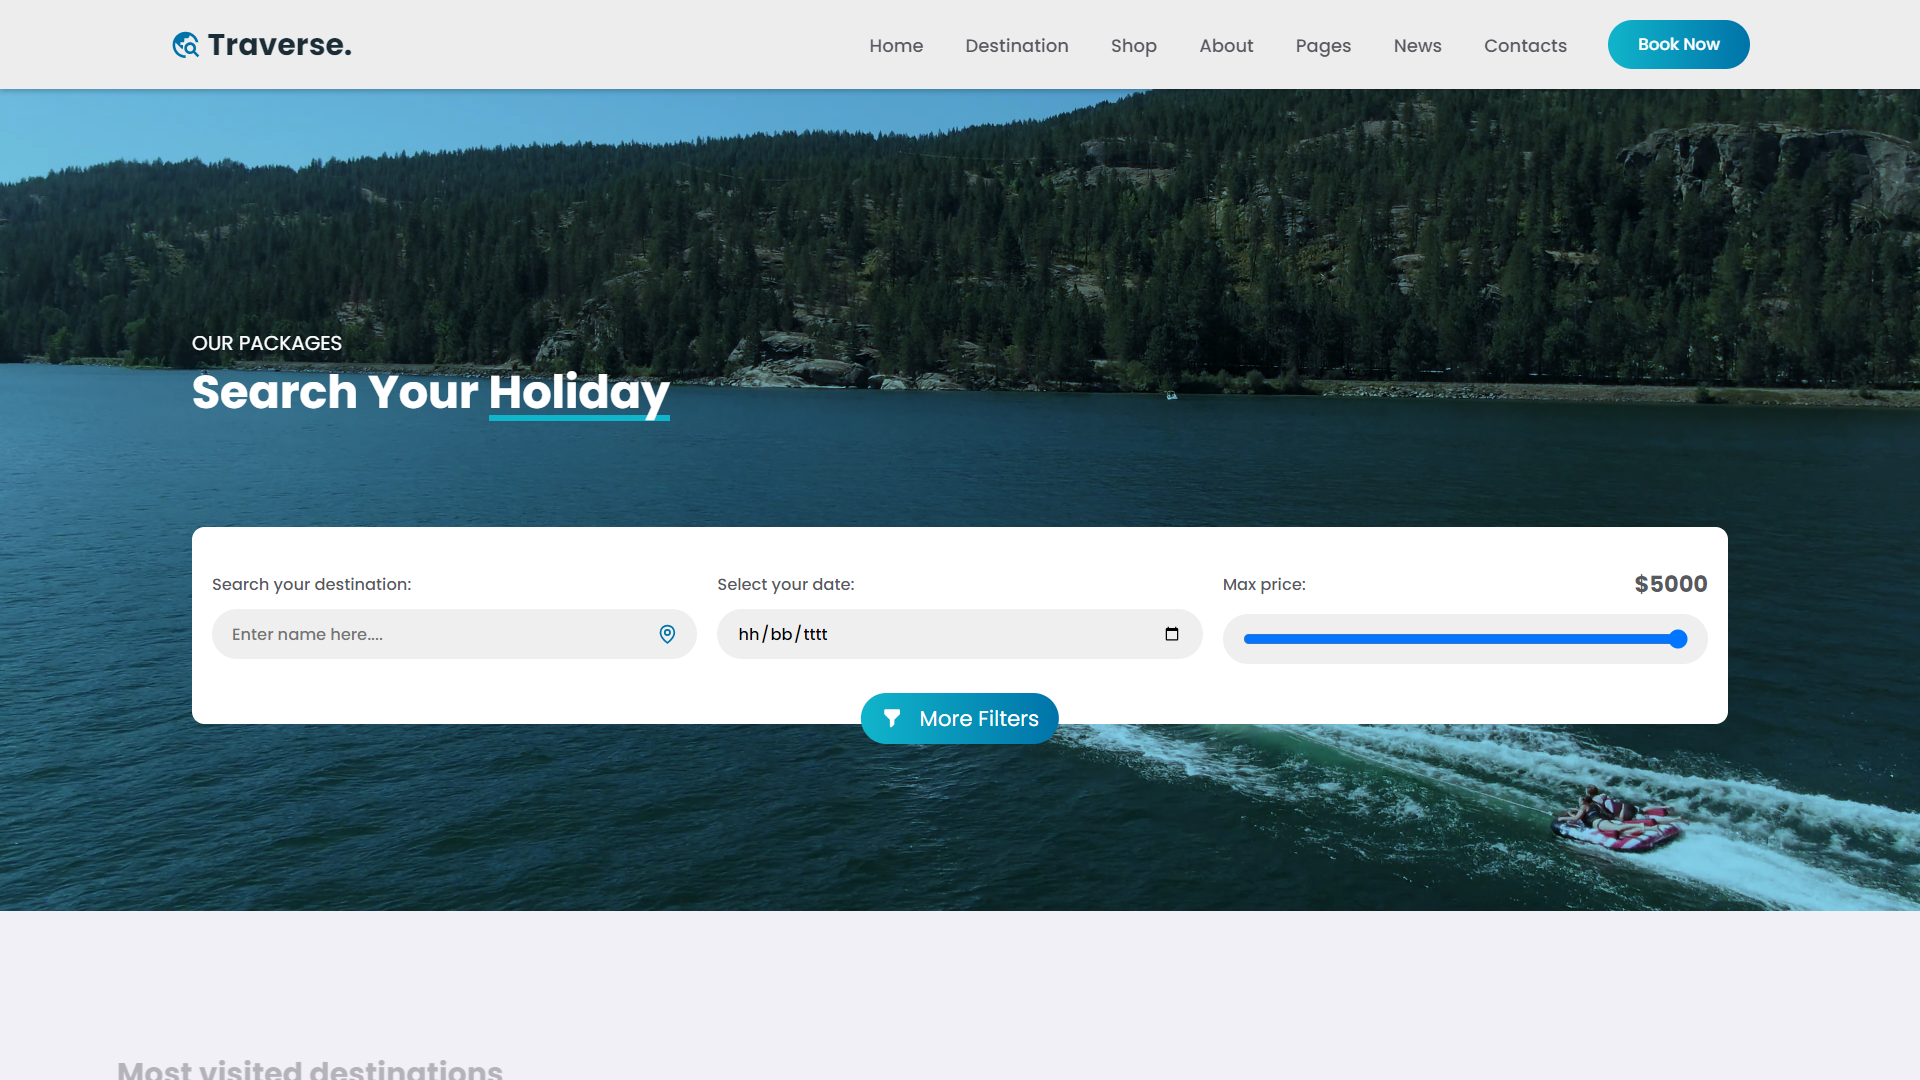 Traverse.
Home Destination Shop About Pages News Contacts Book Now
OUR PACKAGES
Search Your Holiday
Search your destination: Select your date: Max price: $5000
Enter name here.... hh/bb/tttt
More Filters
Most visited destinations